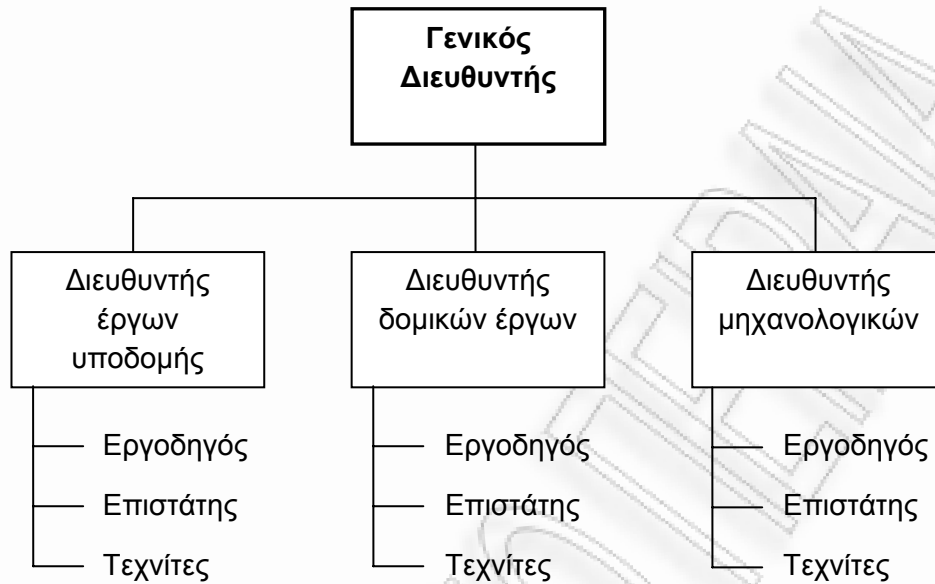 Γενικός
Διευθυντής
Διευθυντής
έργων
υποδομής
Διευθυντής
δομικών έργων
Διευθυντής
μηχανολογικών
Εργοδηγός
Επιστάτης
Τεχνίτες
Εργοδηγός
Επιστάτης
Τεχνίτες
Εργοδηγός
Επιστάτης
Τεχνίτες